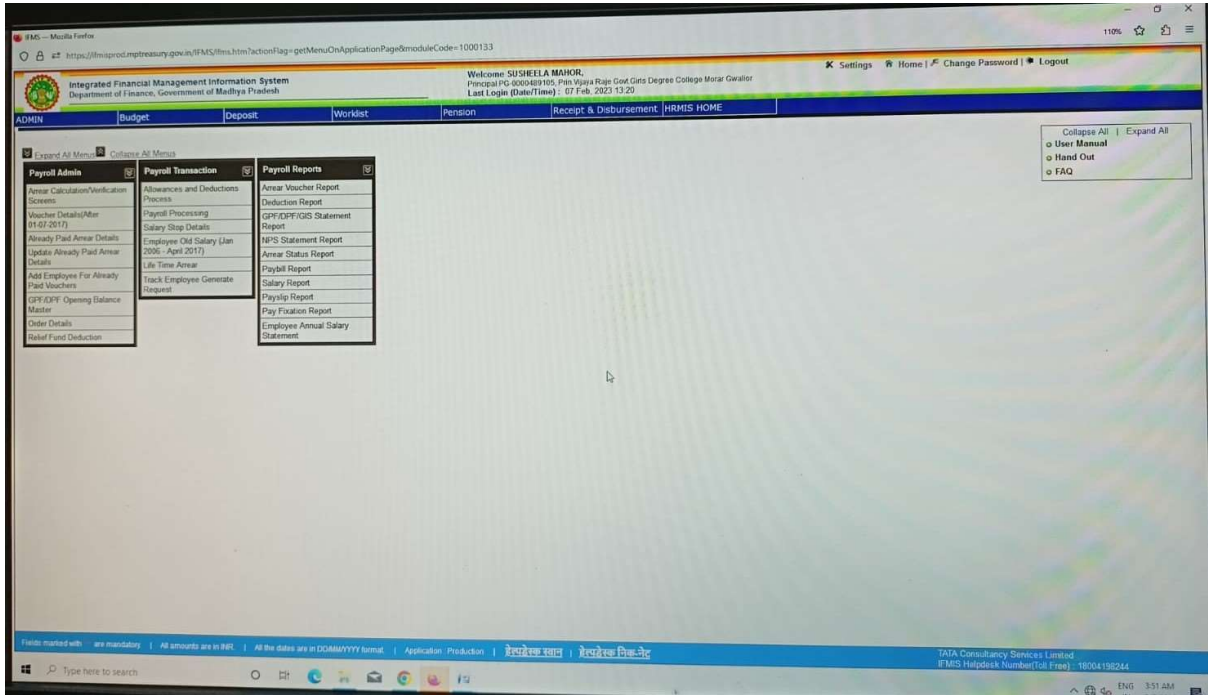 IFMS — Mozilla Firefox
https://ifmisprod.mptreasury.gov.in/IFMS/ifms.htm?actionFlag=getMenuOnApplicationPage&moduleCode=1000133
110%
Integrated Financial Management Information System
Department of Finance, Government of Madhya Pradesh
Welcome SUSHEELA MAHOR,
Principal PG-0000489105, Prin Vijaya Raje Govt.Girls Degree College Morar Gwalior
Last Login (Date/Time) : 07 Feb, 2023 13:20
Settings Home | Change Password | Logout
ADMIN Budget Deposit Worklist Pension Receipt & Disbursement HRMIS HOME
Collapse All | Expand All
User Manual
Hand Out
FAQ
Expand All Menus Collapse All Menus
Payroll Admin
Arrear Calculation/Verification
Screens
Voucher Details(After
01-07-2017)
Already Paid Arrear Details
Update Already Paid Arrear
Details
Add Employee For Already
Paid Vouchers
GPF/DPF Opening Balance
Master
Order Details
Relief Fund Deduction
Payroll Transaction
Allowances and Deductions
Process
Payroll Processing
Salary Stop Details
Employee Old Salary (Jan
2006 - April 2017)
Life Time Arrear
Track Employee Generate
Request
Payroll Reports
Arrear Voucher Report
Deduction Report
GPF/DPF/GIS Statement
Report
NPS Statement Report
Arrear Status Report
Paybill Report
Salary Report
Payslip Report
Pay Fixation Report
Employee Annual Salary
Statement
Fields marked with are mandatory | All amounts are in INR. | All the dates are in DD/MM/YYYY format. | Application : Production | हेल्पडेस्क स्वान | हेल्पडेस्क निक-नेट
TATA Consultancy Services Limited
IFMIS Helpdesk Number(Toll Free) : 18004198244
Type here to search
ENG 3:51 AM